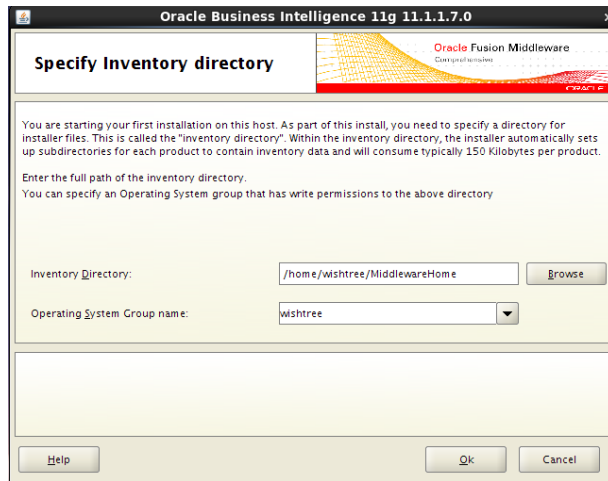 Oracle Business Intelligence 11g 11.1.1.7.0
Specify Inventory directory
Oracle Fusion Middleware
Comprehensive
ORACLE
You are starting your first installation on this host. As part of this install, you need to specify a directory for
installer files. This is called the "inventory directory". Within the inventory directory, the installer automatically sets
up subdirectories for each product to contain inventory data and will consume typically 150 Kilobytes per product.
Enter the full path of the inventory directory.
You can specify an Operating System group that has write permissions to the above directory
Inventory Directory: /home/wishtree/MiddlewareHome Browse
Operating System Group name: wishtree
Help Ok Cancel